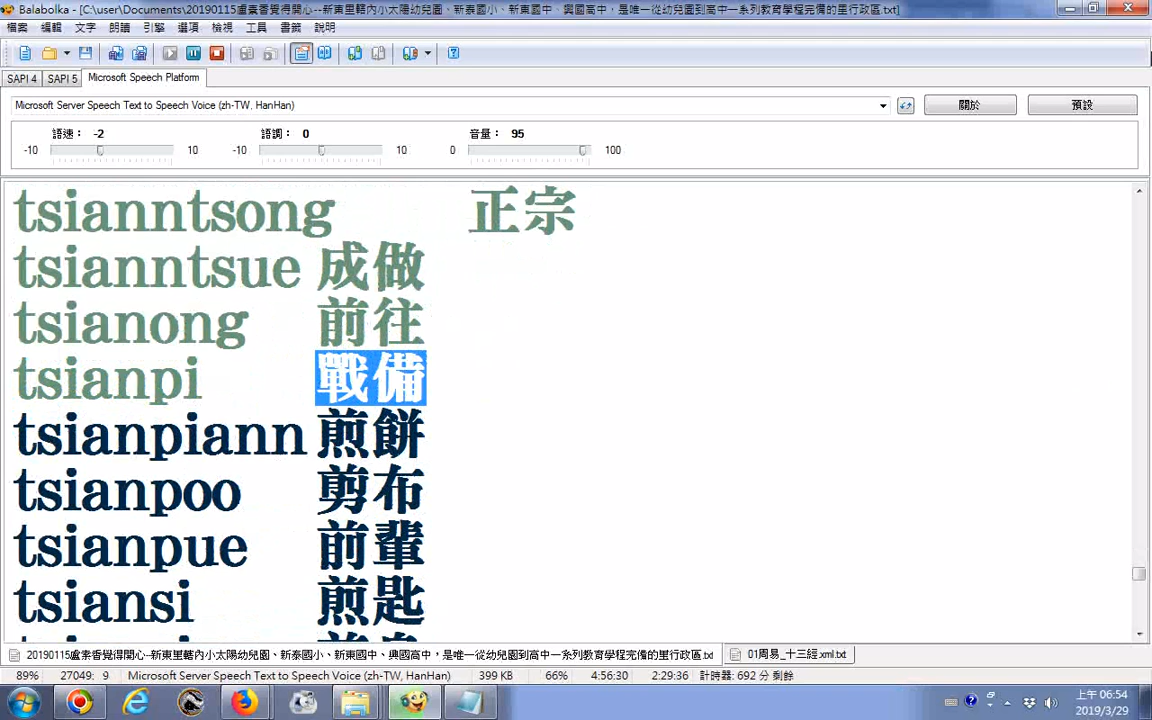 Balabolka - [C:\user\Documents\20190115盧素香覺得開心--新東里轄內小太陽幼兒園、新泰國小、新東國中、興國高中，是唯一從幼兒園到高中一系列教育學程完備的里行政區.txt]
檔案 編輯 文字 朗讀 引擎 選項 檢視 工具 書籤 說明
SAPI 4 SAPI 5 Microsoft Speech Platform
Microsoft Server Speech Text to Speech Voice (zh-TW, HanHan) 關於 預設
語速： -2 語調： 0 音量： 95
-10 10 -10 10 0 100
tsianntsong 正宗
tsianntsue 成做
tsianong 前往
tsianpi 戰備
tsianpiann 煎餅
tsianpoo 剪布
tsianpue 前輩
tsiansi 煎匙
20190115盧素香覺得開心--新東里轄內小太陽幼兒園、新泰國小、新東國中、興國高中，是唯一從幼兒園到高中一系列教育學程完備的里行政區.txt 01周易_十三經.xml.txt
89% 27049: 9 Microsoft Server Speech Text to Speech Voice (zh-TW, HanHan) 399 KB 66% 4:56:30 2:29:36 計時器: 692 分 剩餘
上午 06:54
2019/3/29